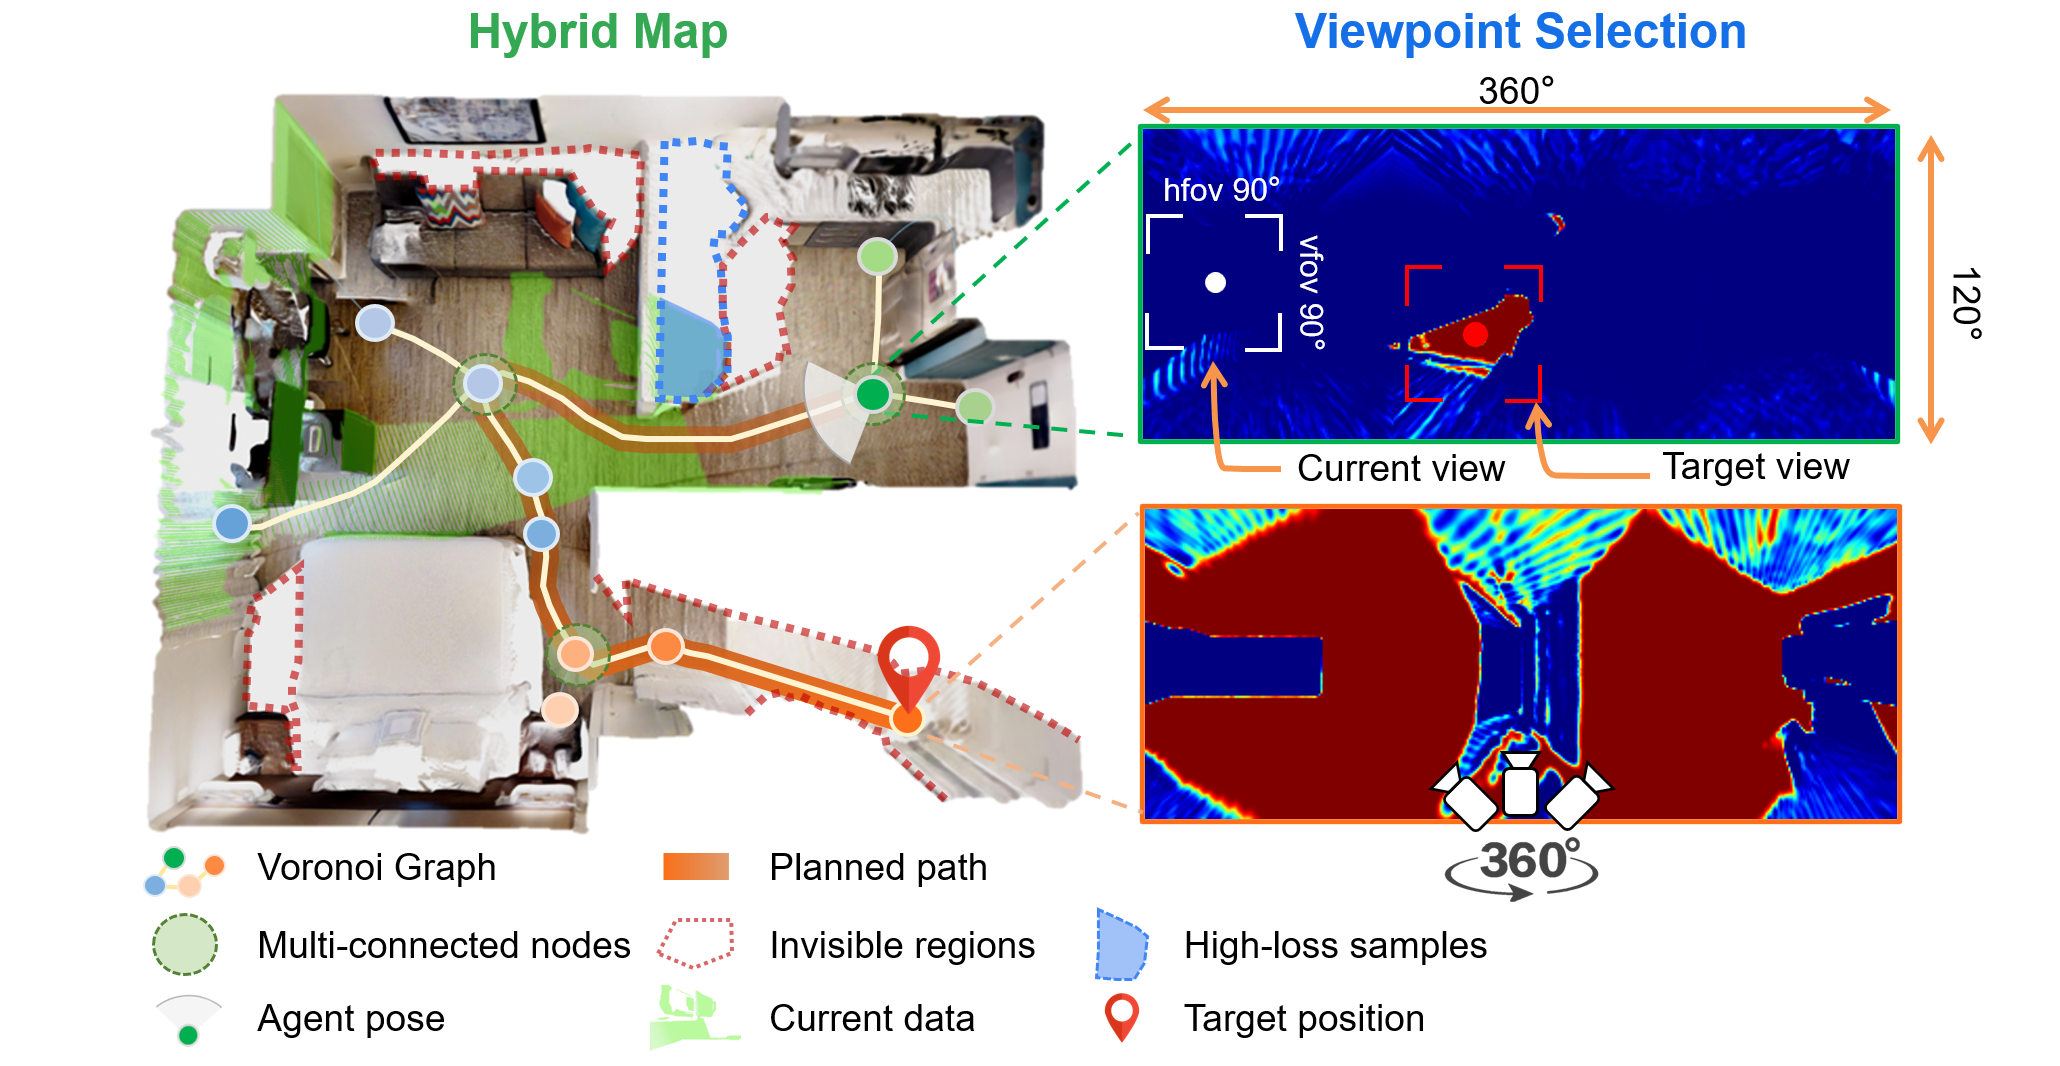 Hybrid Map
Viewpoint Selection
360°
hfov 90°
vfov 90°
120°
Current view
Target view
360°
Voronoi Graph
Planned path
Multi-connected nodes
Invisible regions
High-loss samples
Agent pose
Current data
Target position